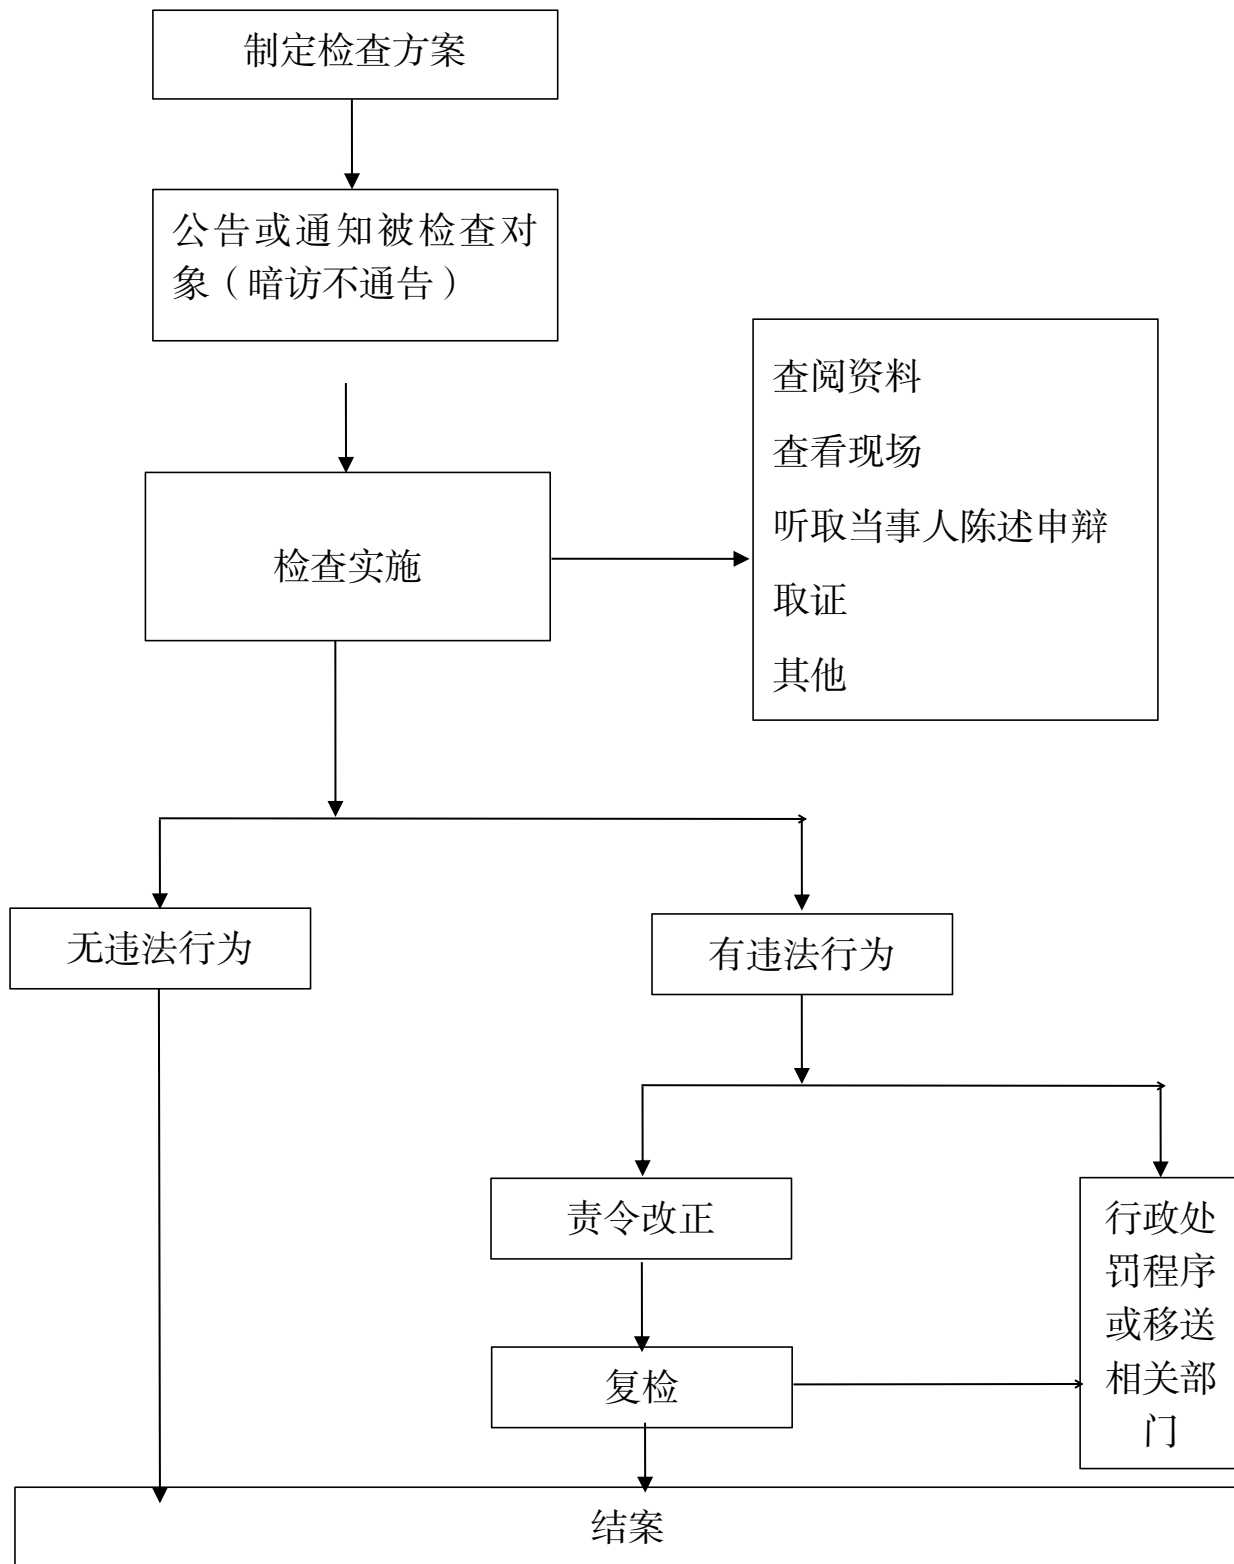 制定检查方案
公告或通知被检查对
象（暗访不通告）
查阅资料
查看现场
听取当事人陈述申辩
取证
其他
检查实施
无违法行为
有违法行为
责令改正
行政处
罚程序
或移送
相关部
门
复检
结案